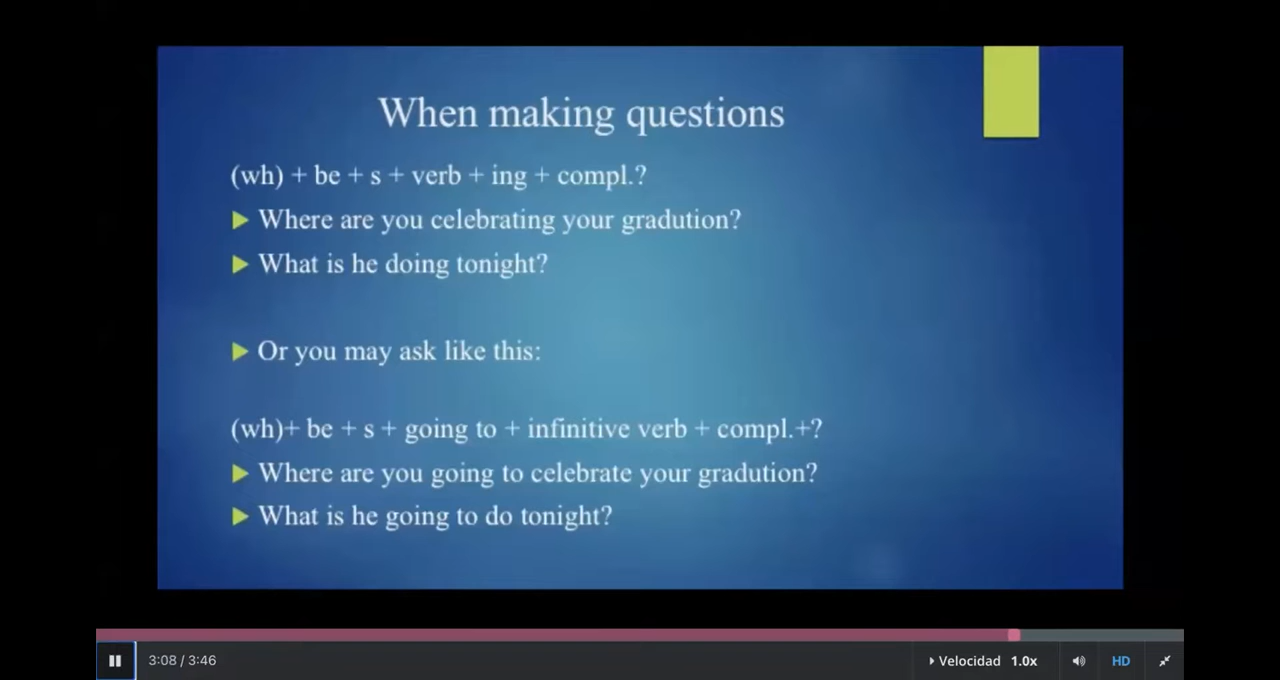 When making questions
(wh) + be + s + verb + ing + compl.?
Where are you celebrating your gradution?
What is he doing tonight?
Or you may ask like this:
(wh)+ be + s + going to + infinitive verb + compl.+?
Where are you going to celebrate your gradution?
What is he going to do tonight?
3:08 / 3:46
Velocidad 1.0x
HD